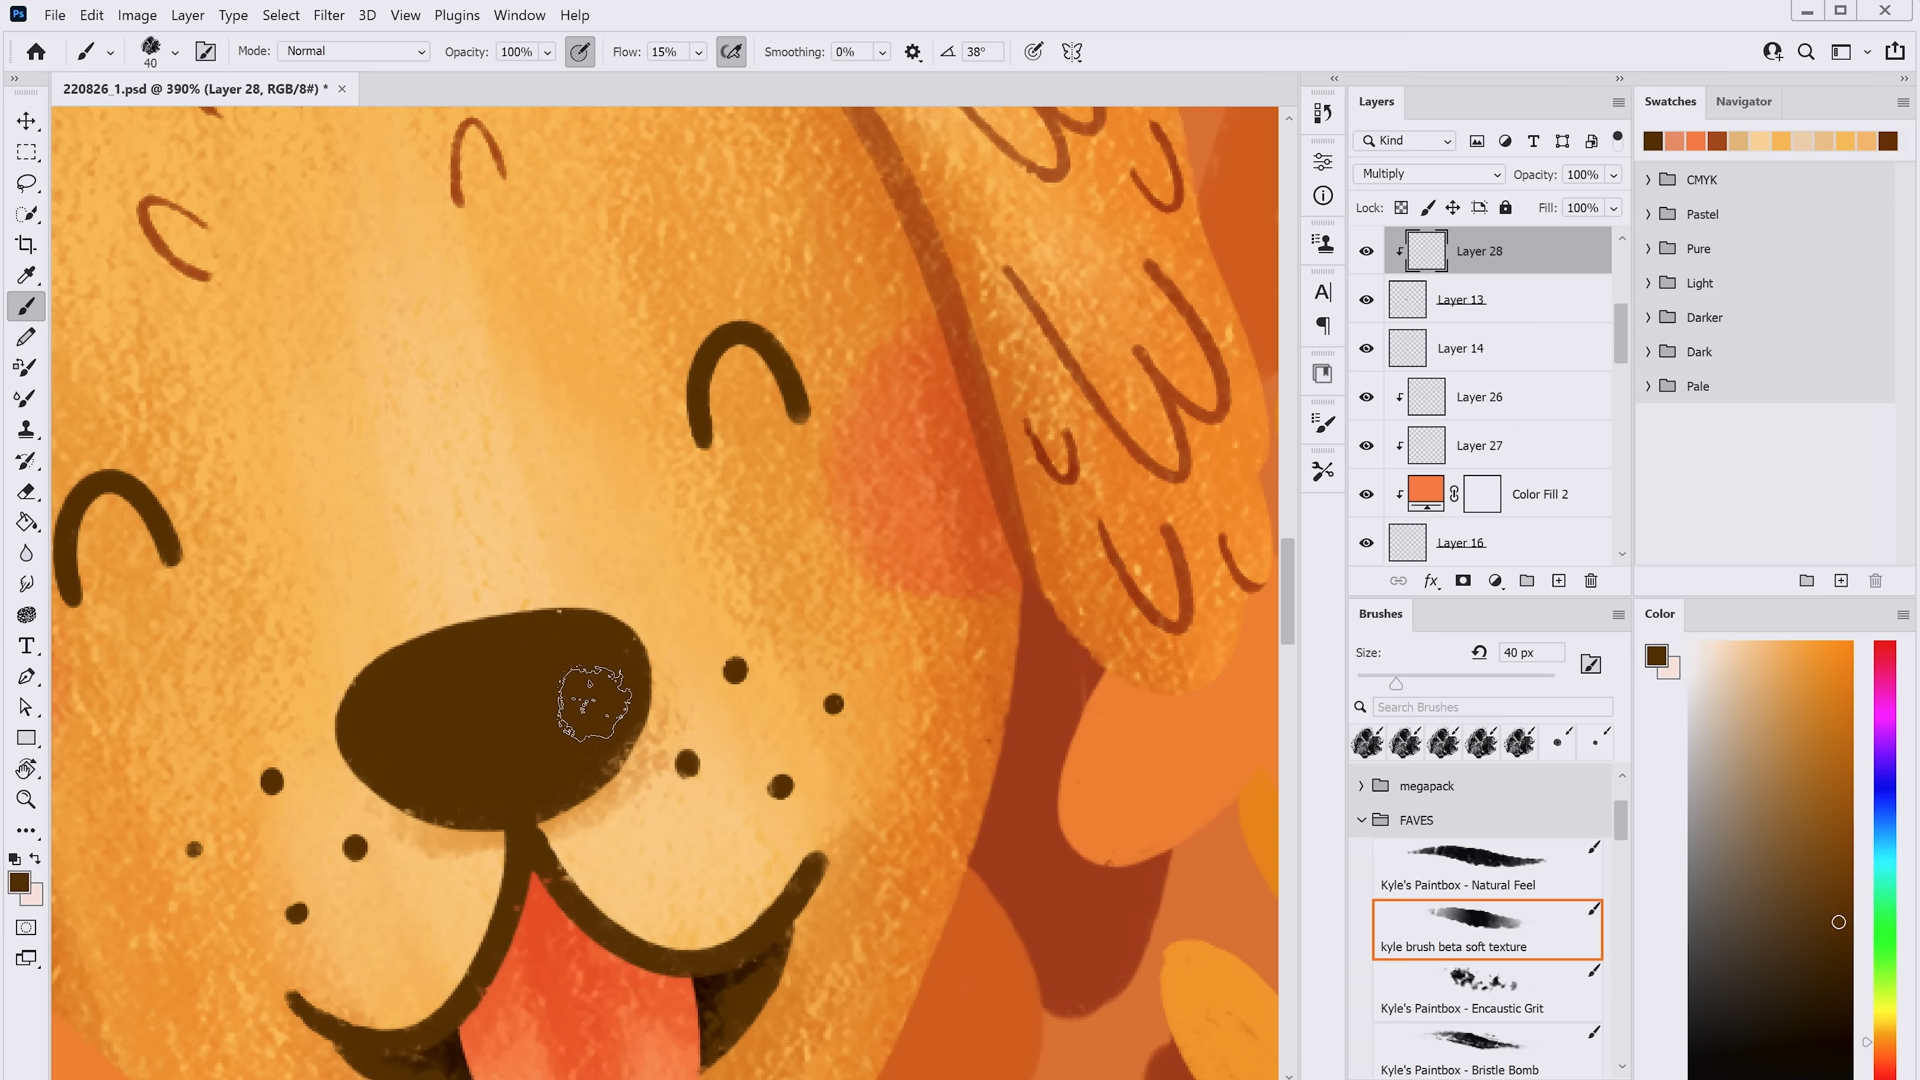 Ps File Edit Image Layer Type Select Filter 3D View Plugins Window Help
40 Mode: Normal Opacity: 100% Flow: 15% Smoothing: 0% 38°
220826_1.psd @ 390% (Layer 28, RGB/8#) *
Layers
Kind
Multiply Opacity: 100%
Lock: Fill: 100%
Layer 28
Layer 13
Layer 14
Layer 26
Layer 27
Color Fill 2
Layer 16
fx
Swatches Navigator
CMYK
Pastel
Pure
Light
Darker
Dark
Pale
Brushes
Size: 40 px
Search Brushes
megapack
FAVES
Kyle's Paintbox - Natural Feel
kyle brush beta soft texture
Kyle's Paintbox - Encaustic Grit
Kyle's Paintbox - Bristle Bomb
Color